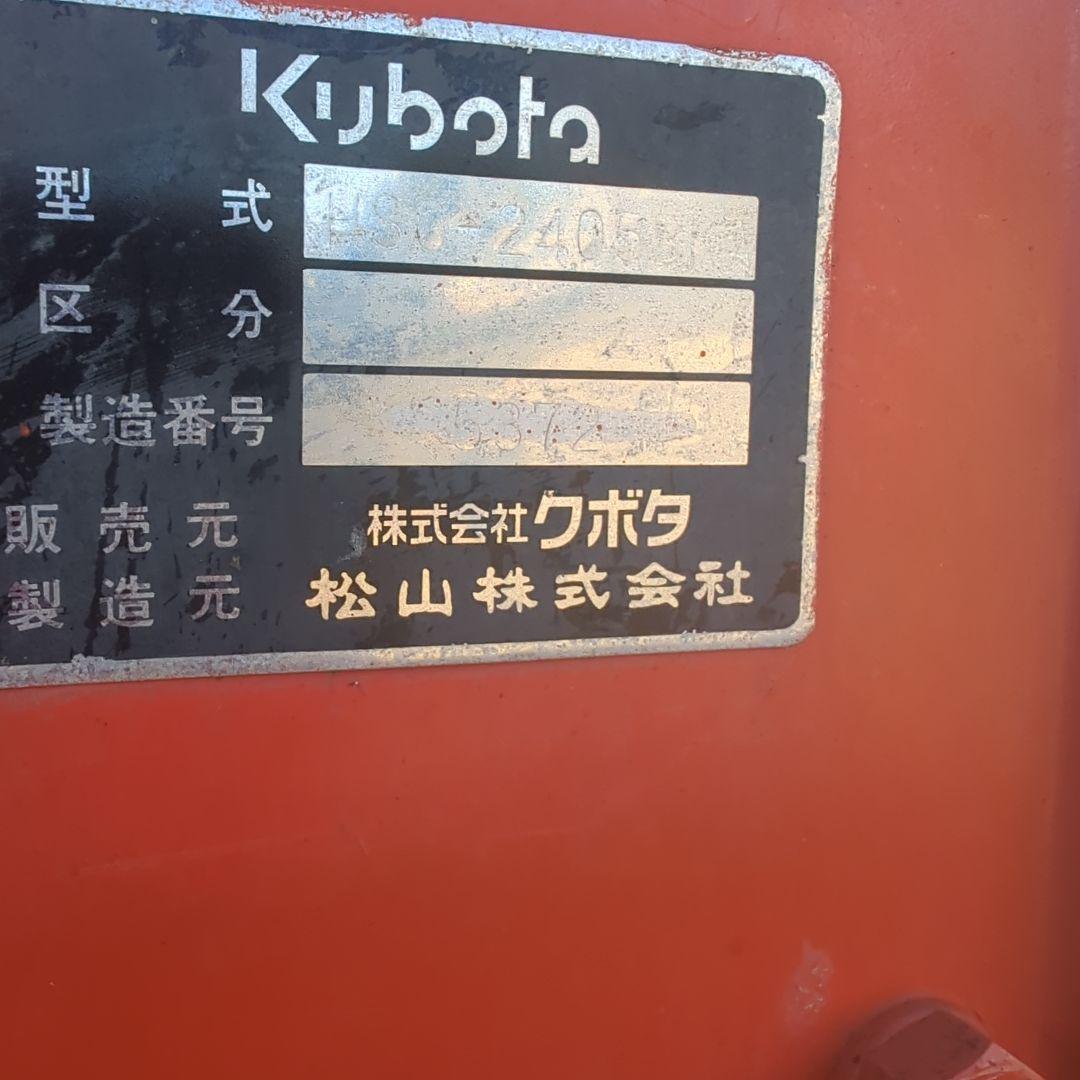 Kubota
型式
区分
製造番号 5372
販売元 株式会社クボタ
製造元 松山株式会社